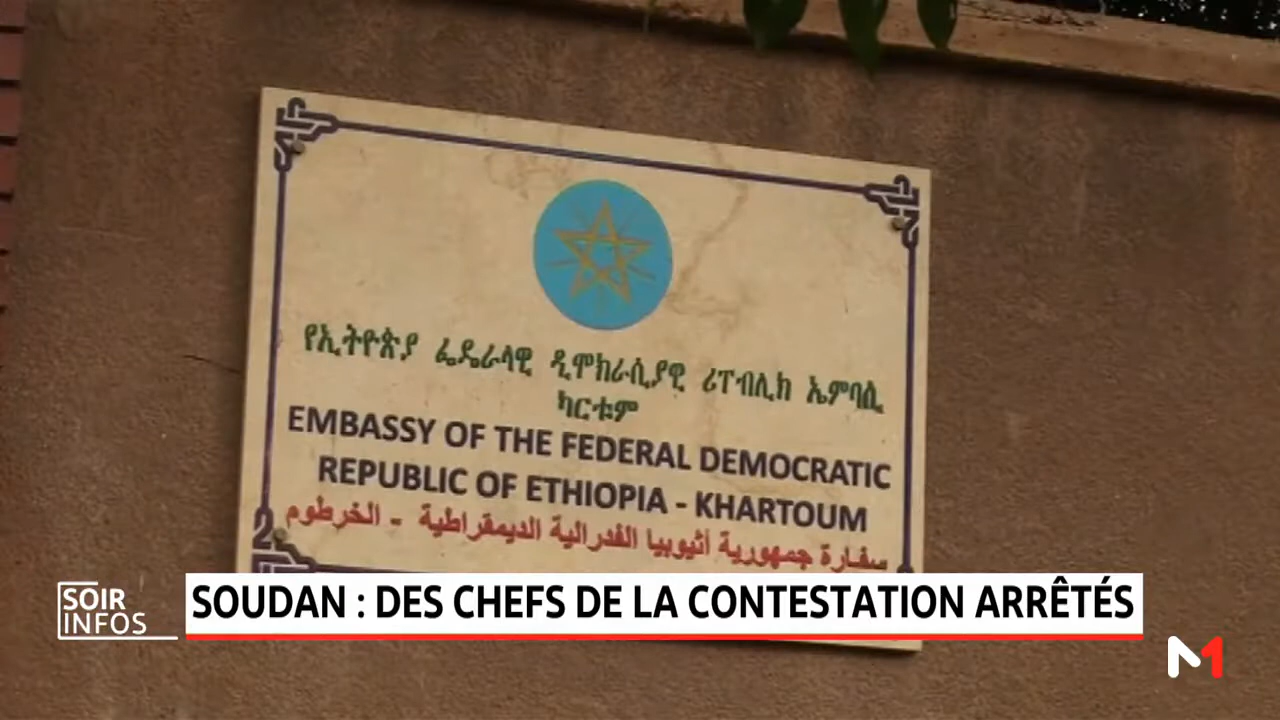 የኢትዮጵያ ፌዴራላዊ ዲሞክራሲያዊ ሪፐብሊክ ኤምባሲ
ካርቱም
EMBASSY OF THE FEDERAL DEMOCRATIC
REPUBLIC OF ETHIOPIA - KHARTOUM
سفارة جمهورية أثيوبيا الفدرالية الديمقراطية - الخرطوم
SOIR
INFOS
SOUDAN : DES CHEFS DE LA CONTESTATION ARRÊTÉS
M1